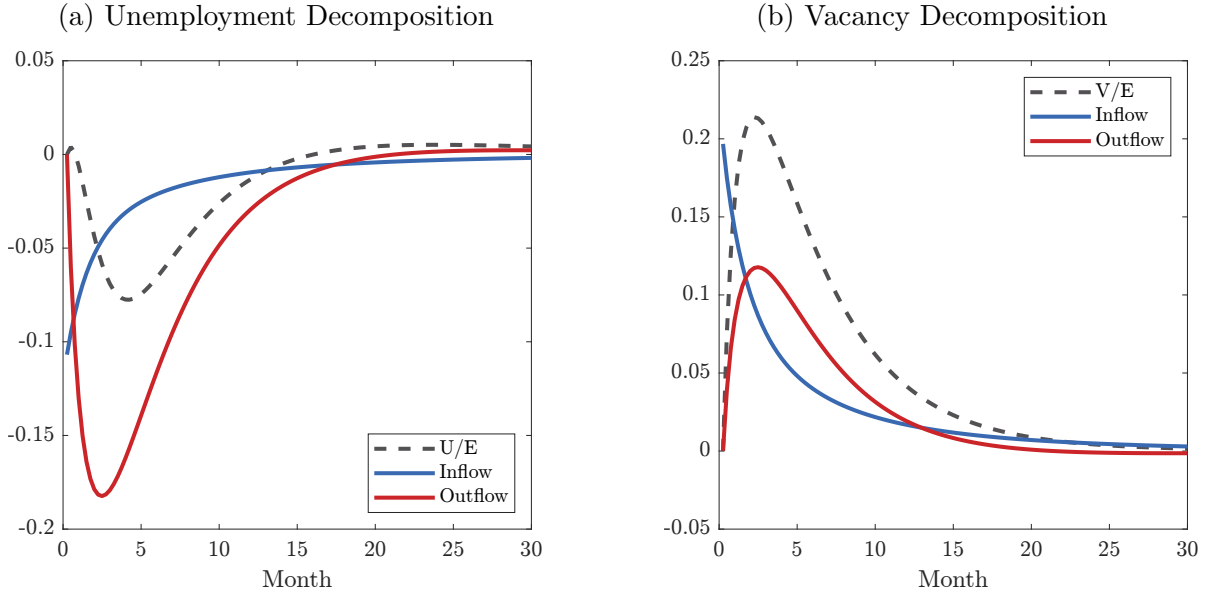 (a) Unemployment Decomposition
0.05
0
-0.05
-0.1
-0.15
-0.2
0 5 10 15 20 25 30
Month
U/E
Inflow
Outflow
(b) Vacancy Decomposition
0.25
0.2
0.15
0.1
0.05
0
-0.05
0 5 10 15 20 25 30
Month
V/E
Inflow
Outflow